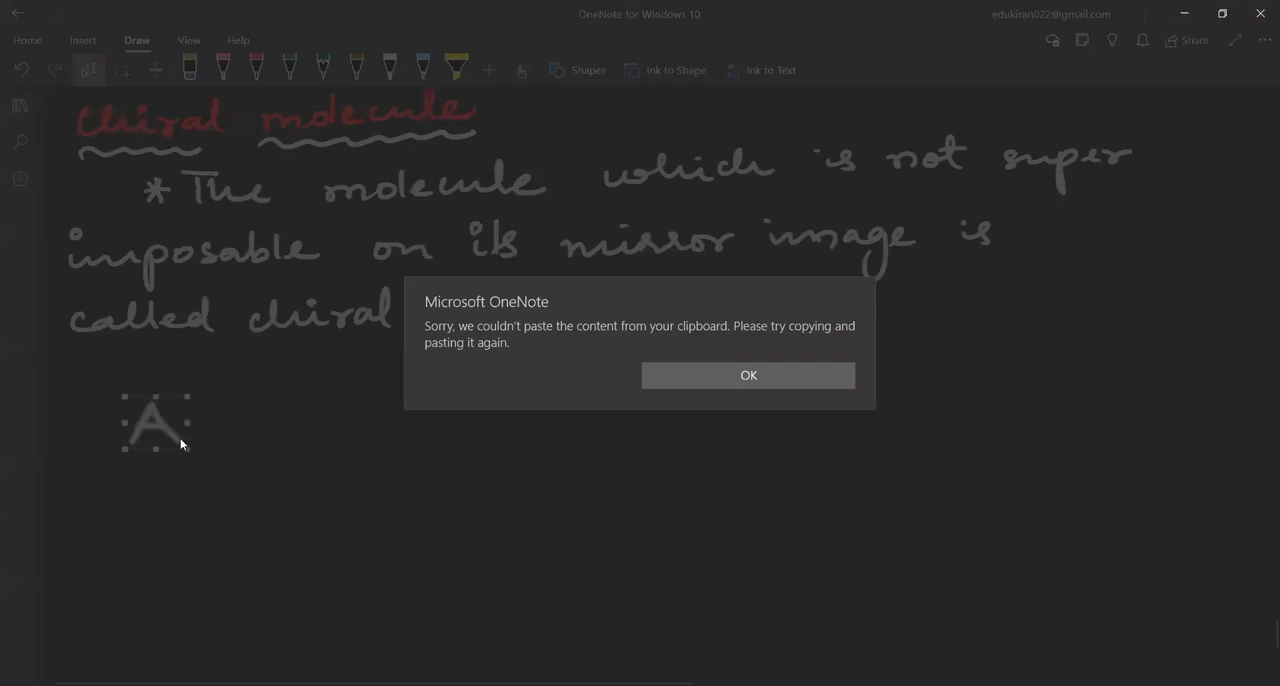 OneNote for Windows 10
edukiran022@gmail.com
Home Insert Draw View Help
Share
Shapes Ink to Shape Ink to Text
Chiral molecule
* The molecule which is not super
imposable on its mirror image is
called chiral
Microsoft OneNote
Sorry, we couldn't paste the content from your clipboard. Please try copying and
pasting it again.
OK
A